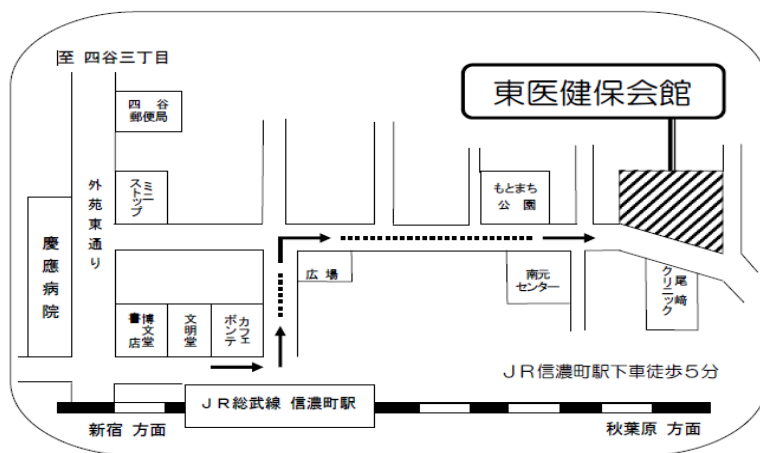 至 四谷三丁目
四 谷
郵便局
東医健保会館
外苑東通り
ミニ
ストップ
もとまち
公 園
慶應病院
広 場
南元
センター
尾﨑
クリニック
博文堂
書 店
文明堂
カフェ
ポンテ
JR信濃町駅下車徒歩5分
JR総武線 信濃町駅
新宿 方面
秋葉原 方面